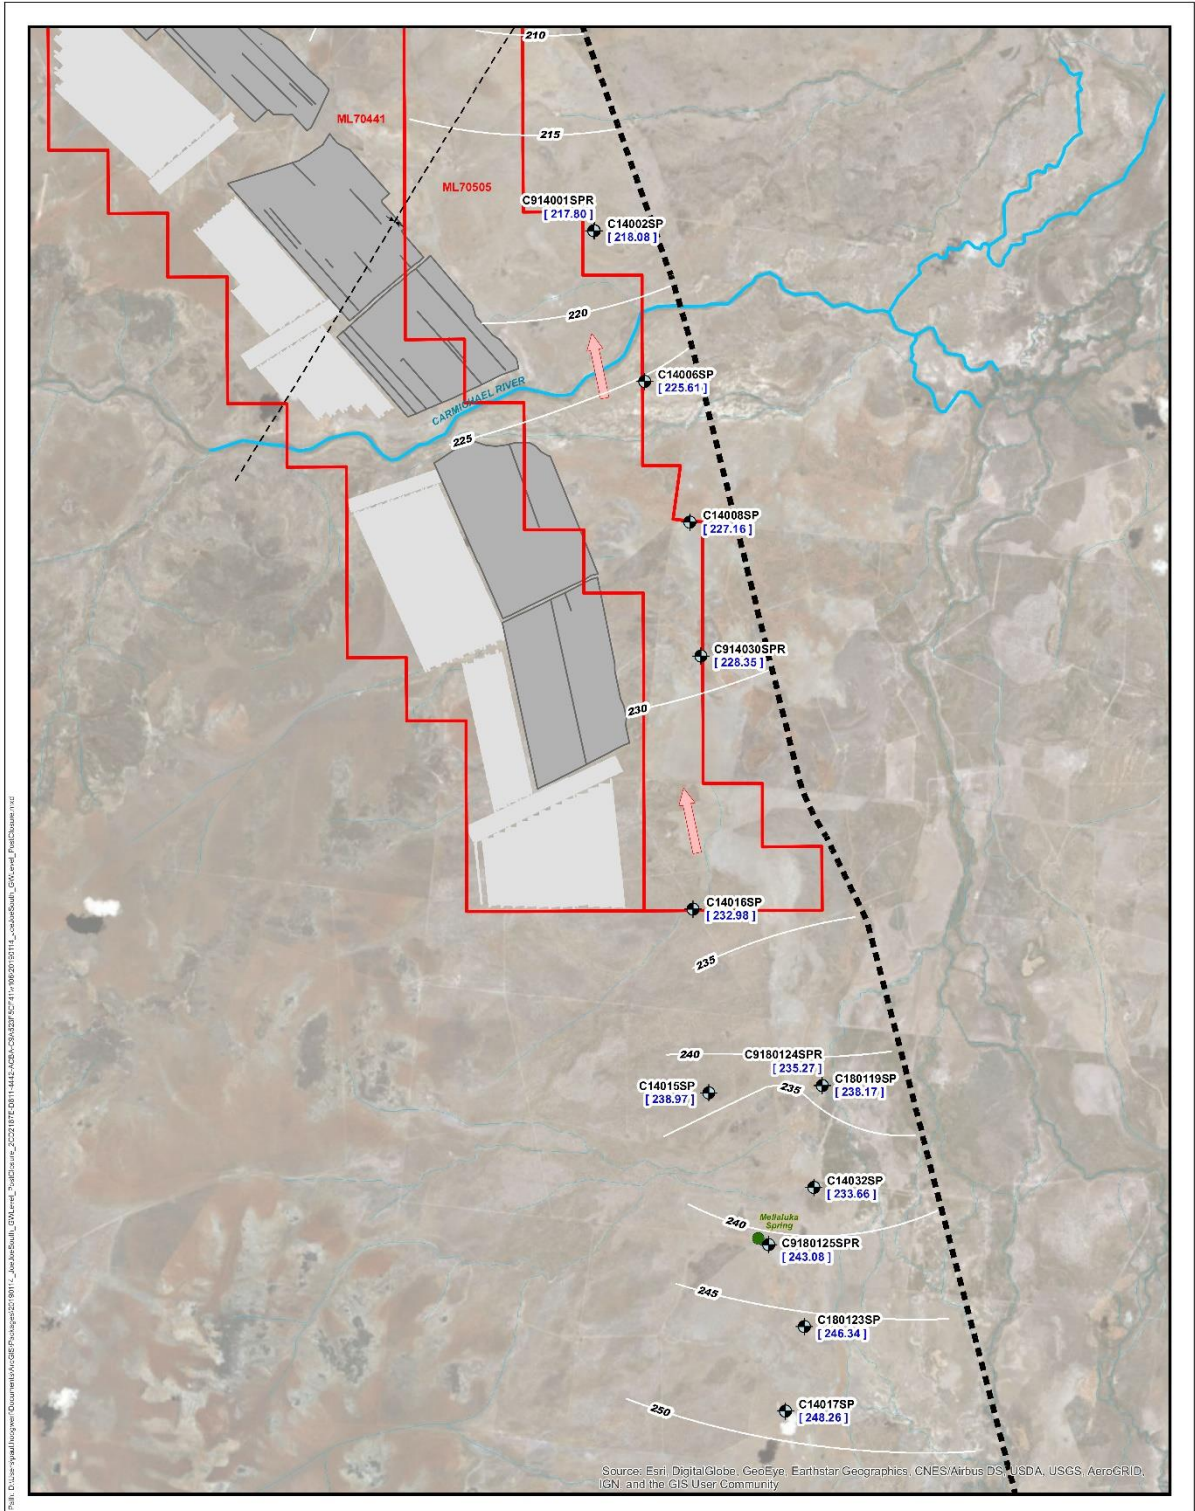 210
ML70441
215
ML70505
C914001SPR
[ 217.80 ]
C14002SP
[ 218.08 ]
220
C14006SP
[ 225.61 ]
CARMICHAEL RIVER
225
C14008SP
[ 227.16 ]
C914030SPR
[ 228.35 ]
230
C14016SP
[ 232.98 ]
235
240
C9180124SPR
[ 235.27 ]
C14015SP
[ 238.97 ]
C180119SP
[ 238.17 ]
235
C14032SP
[ 233.66 ]
240
Mellaluka
Spring
C9180125SPR
[ 243.08 ]
245
C180123SP
[ 246.34 ]
250
C14017SP
[ 248.26 ]
Source: Esri, DigitalGlobe, GeoEye, Earthstar Geographics, CNES/Airbus DS, USDA, USGS, AeroGRID,
IGN, and the GIS User Community